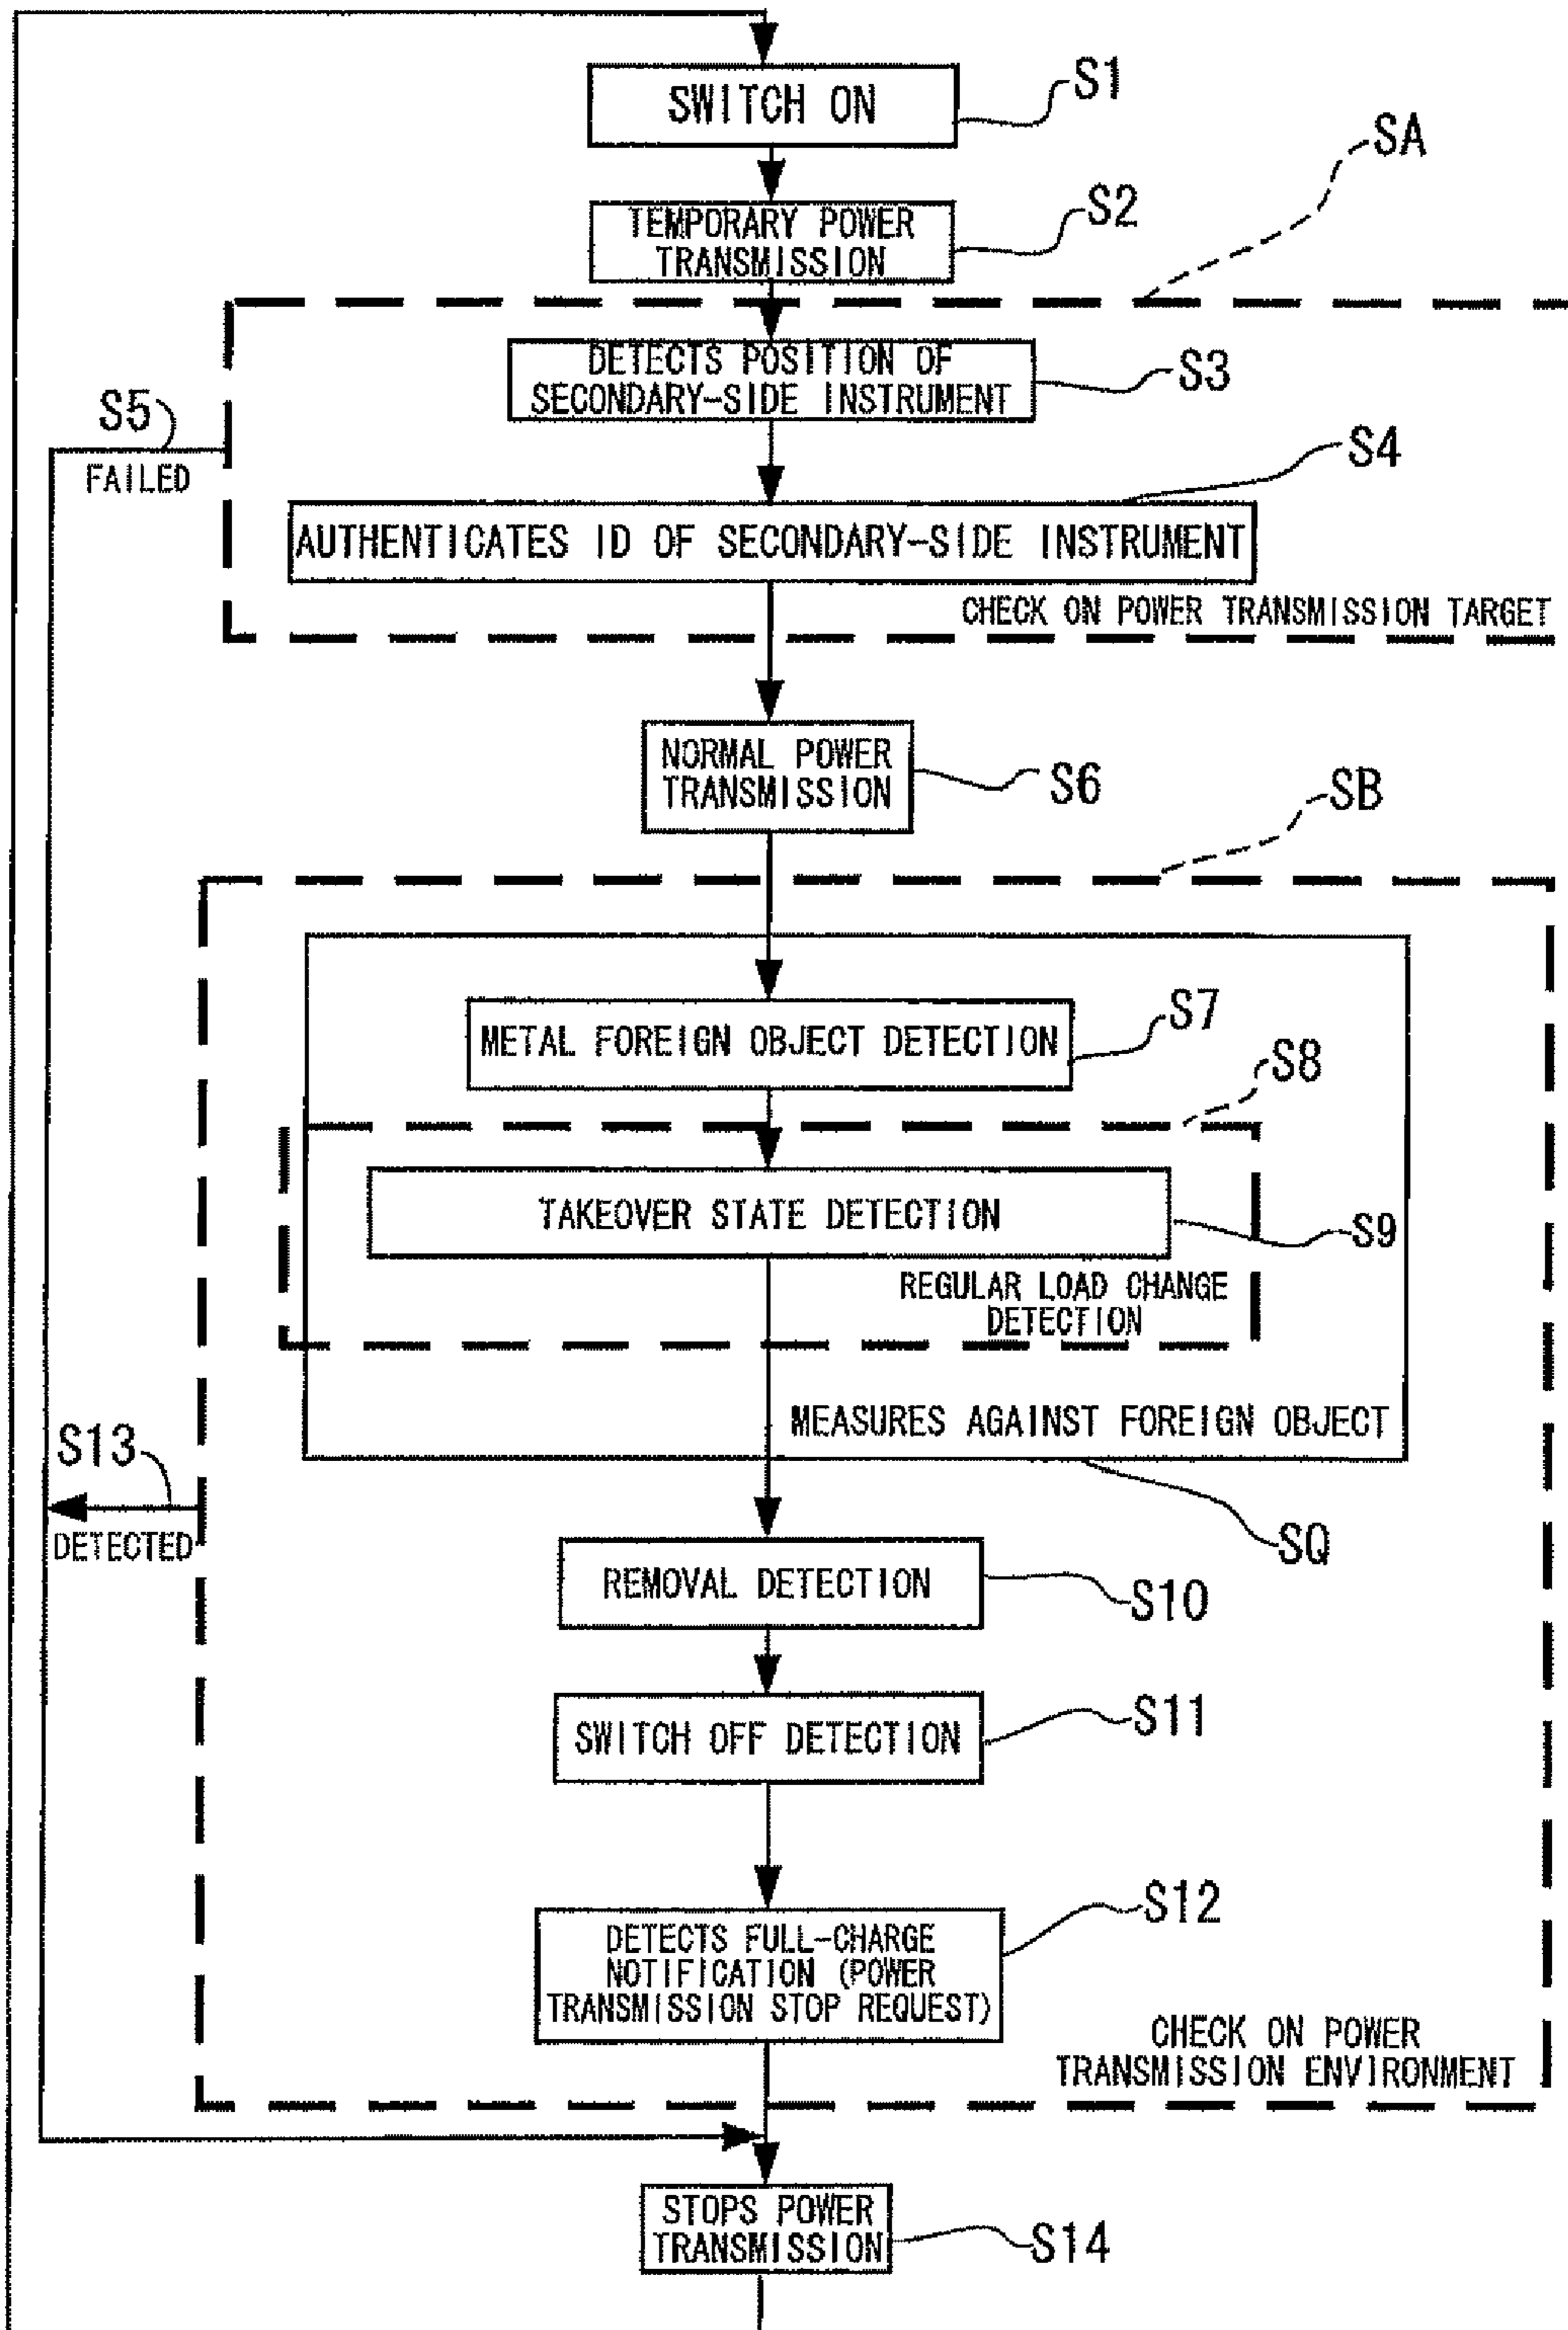 SWITCH ON
S1
SA
TEMPORARY POWER
TRANSMISSION
S2
DETECTS POSITION OF
SECONDARY-SIDE INSTRUMENT
S3
S5
FAILED
S4
AUTHENTICATES ID OF SECONDARY-SIDE INSTRUMENT
CHECK ON POWER TRANSMISSION TARGET
NORMAL POWER
TRANSMISSION
S6
SB
METAL FOREIGN OBJECT DETECTION
S7
S8
TAKEOVER STATE DETECTION
S9
REGULAR LOAD CHANGE
DETECTION
MEASURES AGAINST FOREIGN OBJECT
S13
DETECTED
SQ
REMOVAL DETECTION
S10
SWITCH OFF DETECTION
S11
DETECTS FULL-CHARGE
NOTIFICATION (POWER
TRANSMISSION STOP REQUEST)
S12
CHECK ON POWER
TRANSMISSION ENVIRONMENT
STOPS POWER
TRANSMISSION
S14